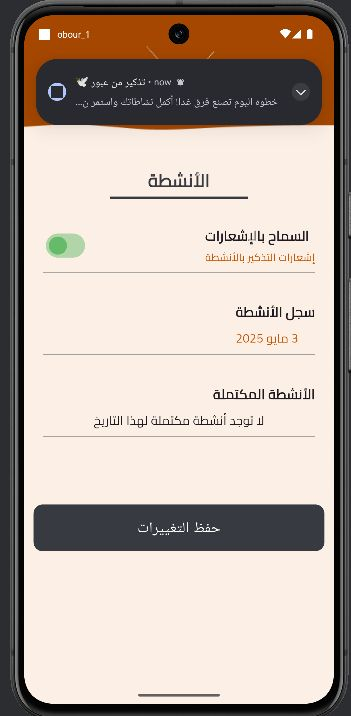 obour_1
تذكير من عبور 🕊️ • now
خطوه اليوم تصنع فرق غدا! أكمل نشاطاتك واستمر ن...
الأنشطة
السماح بالإشعارات
إشعارات التذكير بالأنشطة
سجل الأنشطة
3 مايو 2025
الأنشطة المكتملة
لا توجد أنشطة مكتملة لهذا التاريخ
حفظ التغييرات